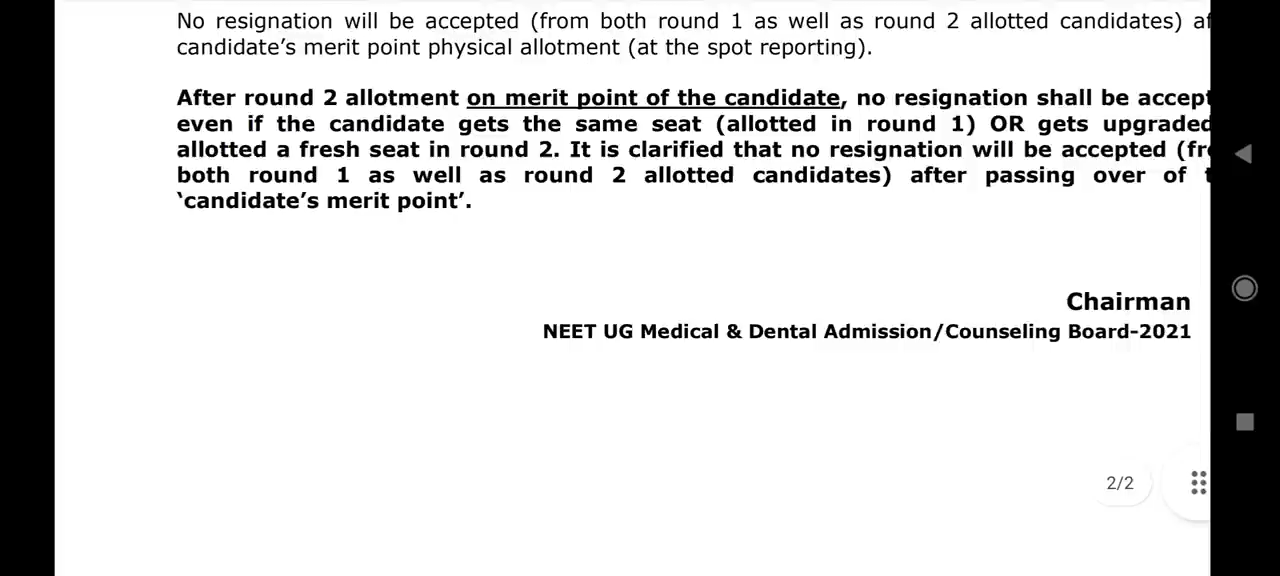 No resignation will be accepted (from both round 1 as well as round 2 allotted candidates)
candidate's merit point physical allotment (at the spot reporting).
After round 2 allotment on merit point of the candidate, no resignation shall be
even if the candidate gets the same seat (allotted in round 1) OR gets upgraded
allotted a fresh seat in round 2. It is clarified that no resignation will be accepted
both round 1 as well as round 2 allotted candidates) after passing over of
‘candidate's merit point’.
Chairman
NEET UG Medical & Dental Admission/Counseling Board-2021
2/2